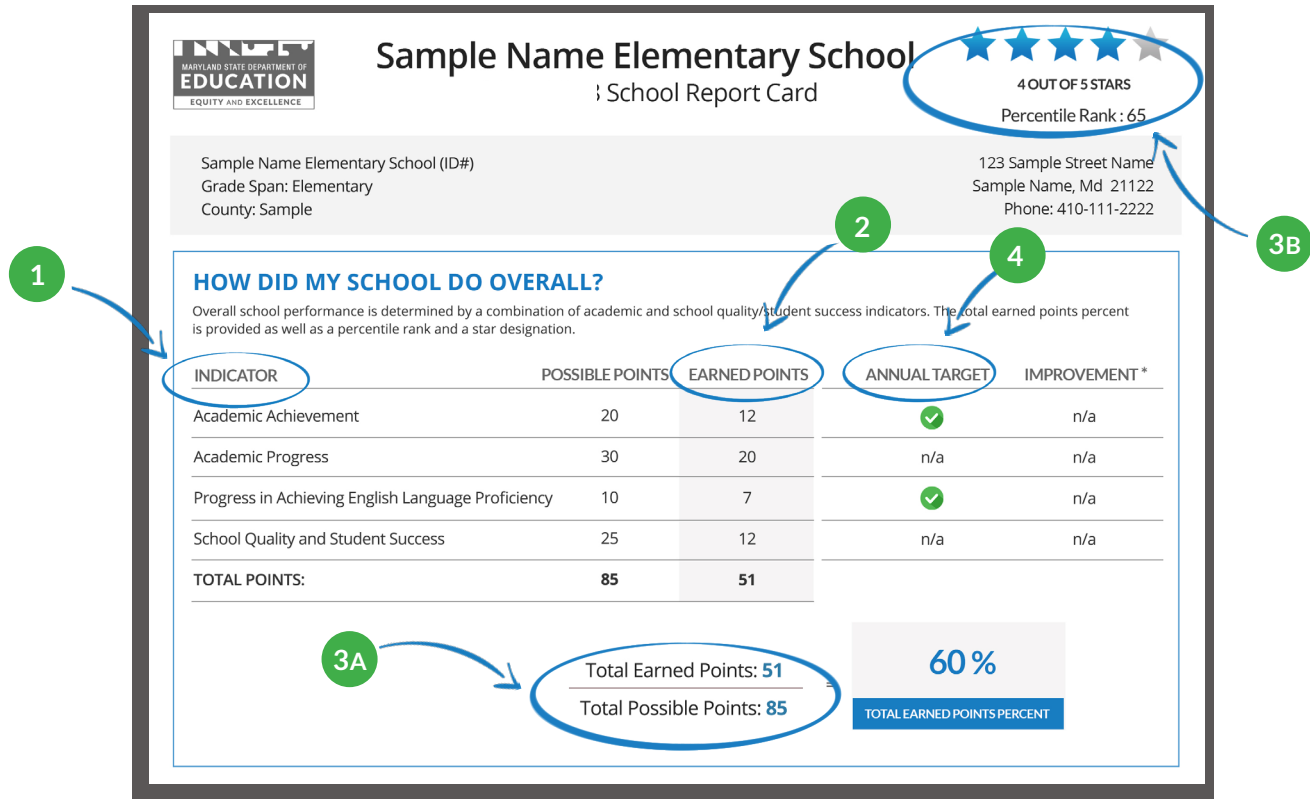 MARYLAND STATE DEPARTMENT OF
EDUCATION
EQUITY AND EXCELLENCE
Sample Name Elementary School
School Report Card
4 OUT OF 5 STARS
Percentile Rank : 65
Sample Name Elementary School (ID#)
Grade Span: Elementary
County: Sample
123 Sample Street Name
Sample Name, Md 21122
Phone: 410-111-2222
1
2
4
3B
HOW DID MY SCHOOL DO OVERALL?
Overall school performance is determined by a combination of academic and school quality/student success indicators. The total earned points percent
is provided as well as a percentile rank and a star designation.
INDICATOR POSSIBLE POINTS EARNED POINTS ANNUAL TARGET IMPROVEMENT *
Academic Achievement 20 12 n/a
Academic Progress 30 20 n/a n/a
Progress in Achieving English Language Proficiency 10 7 n/a
School Quality and Student Success 25 12 n/a n/a
TOTAL POINTS: 85 51
3A
Total Earned Points: 51
Total Possible Points: 85
=
60 %
TOTAL EARNED POINTS PERCENT